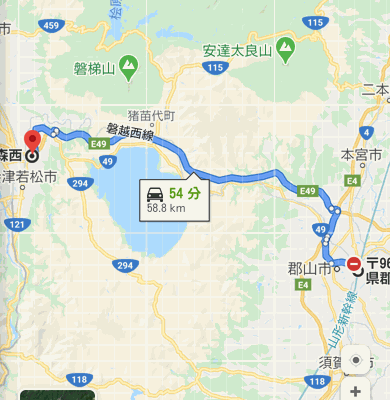 459
115
安達太良山
115
磐梯山
二本
猪苗代町
磐越西線
E49
49
本宮市
4
E4
森西
津若松市
294
54 分
58.8 km
E49
121
49
294
郡山市
〒96
県郡
E4
山形新幹線
須賀
118
118